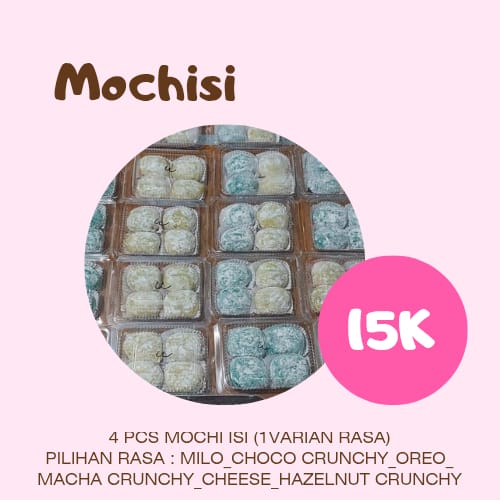 Mochisi
15K
4 PCS MOCHI ISI (1VARIAN RASA)
PILIHAN RASA : MILO_CHOCO CRUNCHY_OREO_
MACHA CRUNCHY_CHEESE_HAZELNUT CRUNCHY